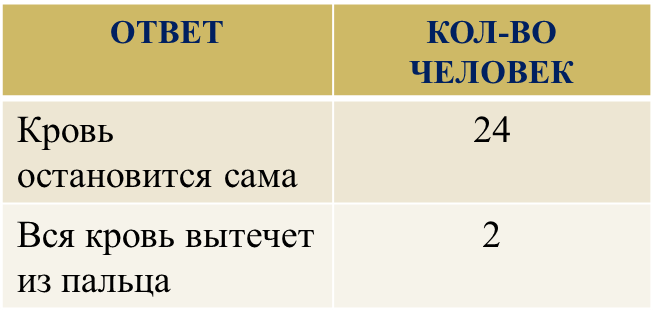 ОТВЕТ
КОЛ-ВО
ЧЕЛОВЕК
Кровь
остановится сама
24
Вся кровь вытечет
из пальца
2